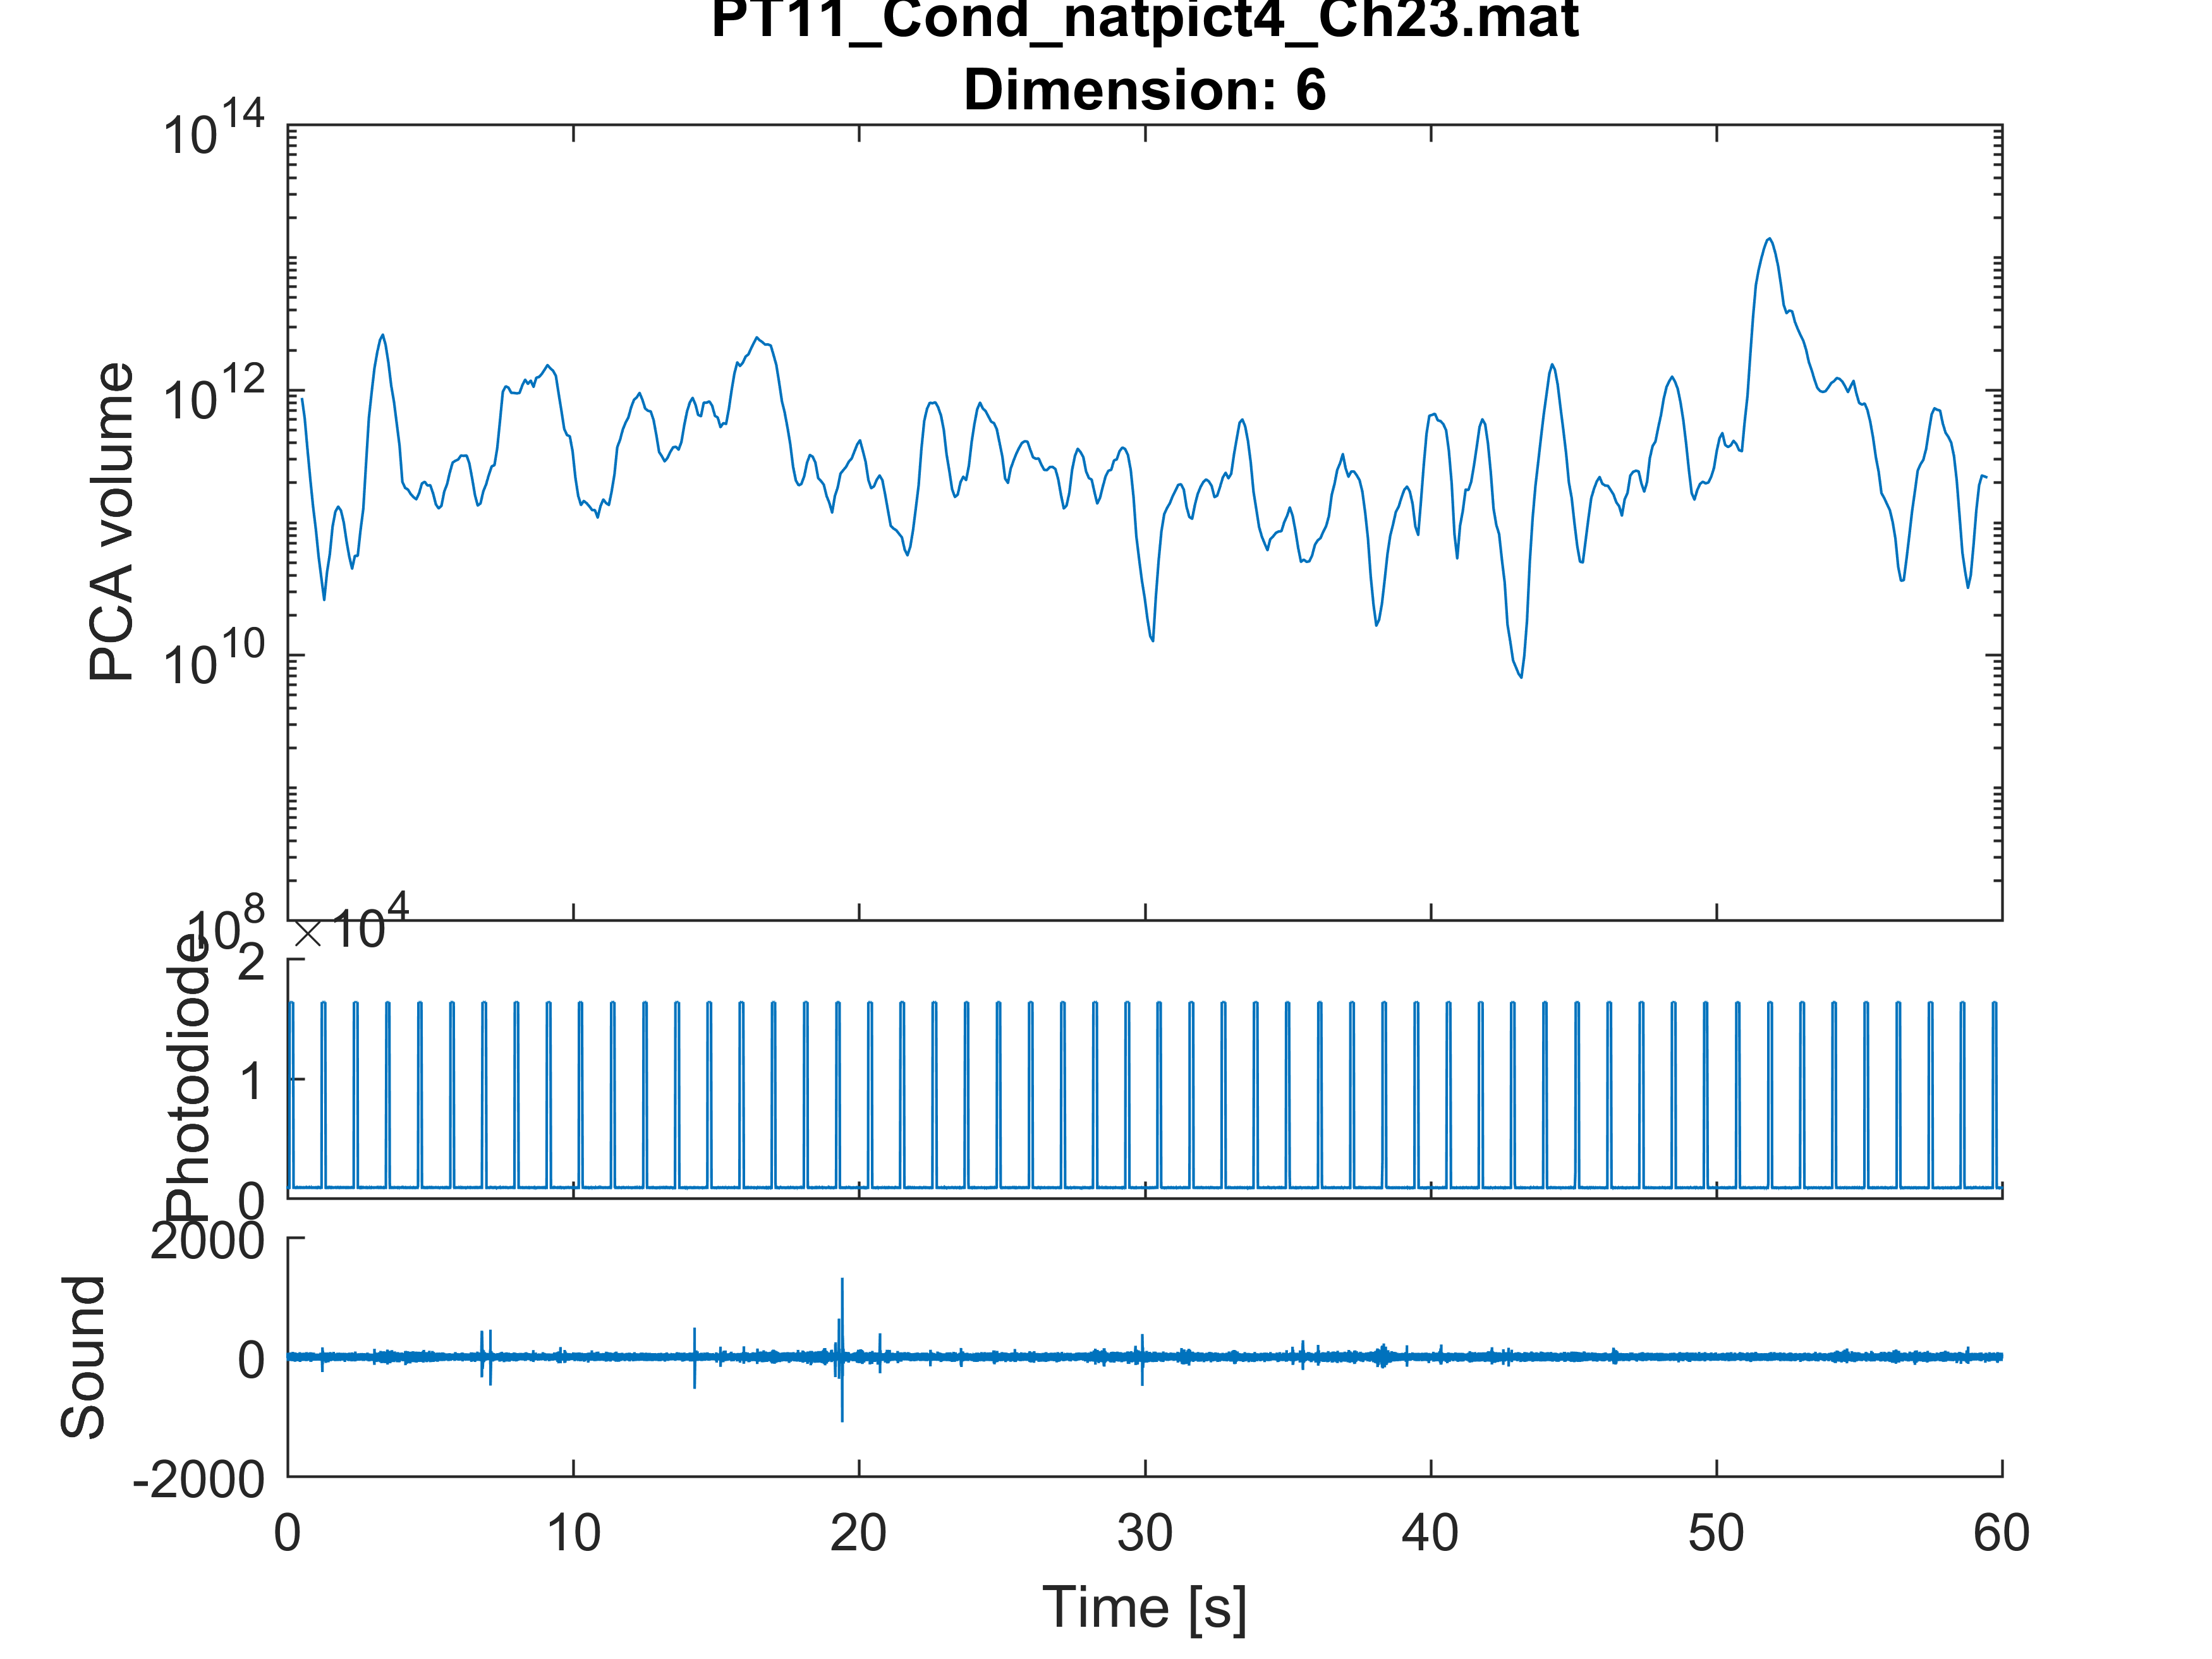 PT11_Cond_natpict4_Ch23.mat
Dimension: 6
10^14
10^12
10^10
10^8
PCA volume
× 10^4
2
1
0
Photodiode
2000
0
-2000
Sound
0 10 20 30 40 50 60
Time [s]